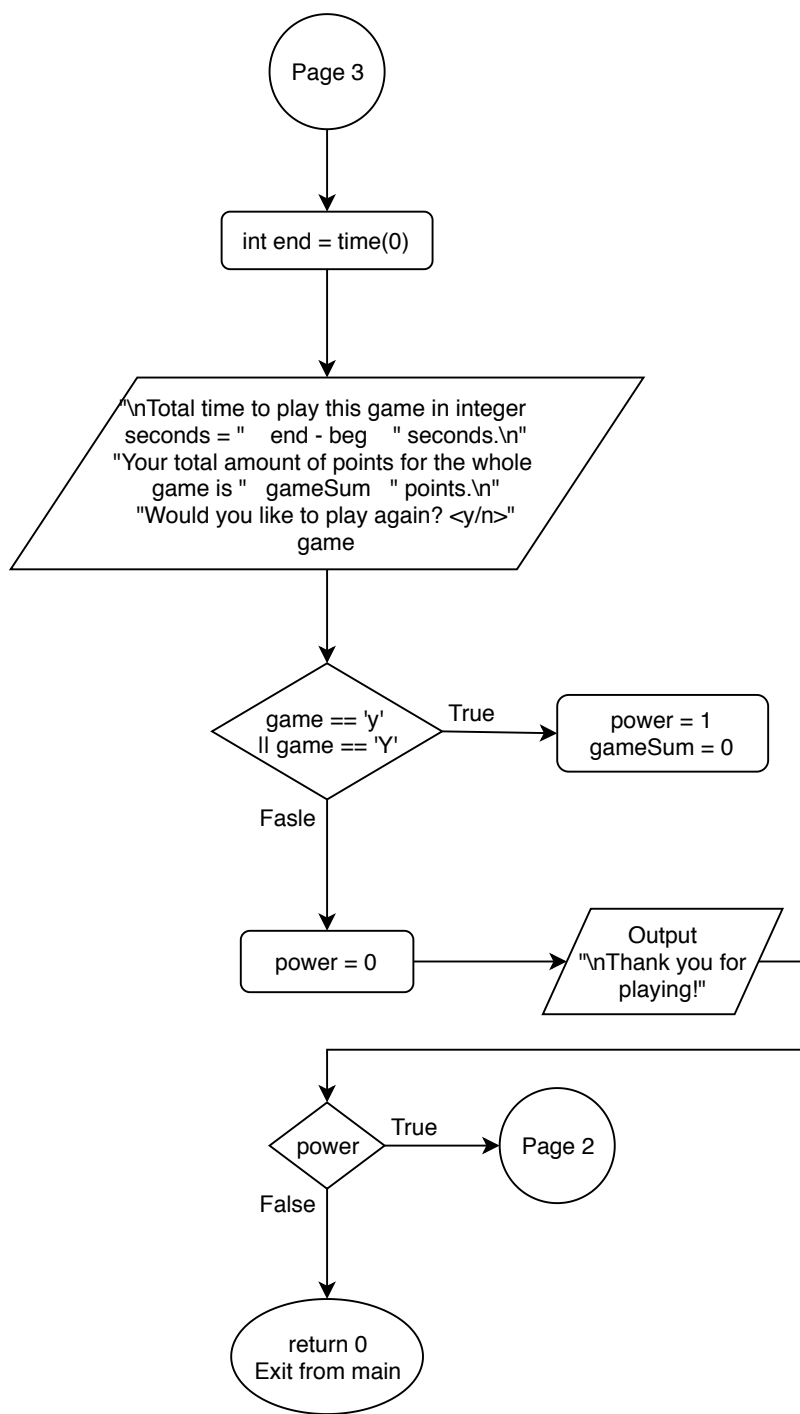 Page 3
int end = time(0)
"\nTotal time to play this game in integer
seconds = " end - beg " seconds.\n"
"Your total amount of points for the whole
game is " gameSum " points.\n"
"Would you like to play again? <y/n>"
game
game == 'y'
|| game == 'Y'
True
power = 1
gameSum = 0
Fasle
power = 0
Output
"\nThank you for
playing!"
power
True
Page 2
False
return 0
Exit from main